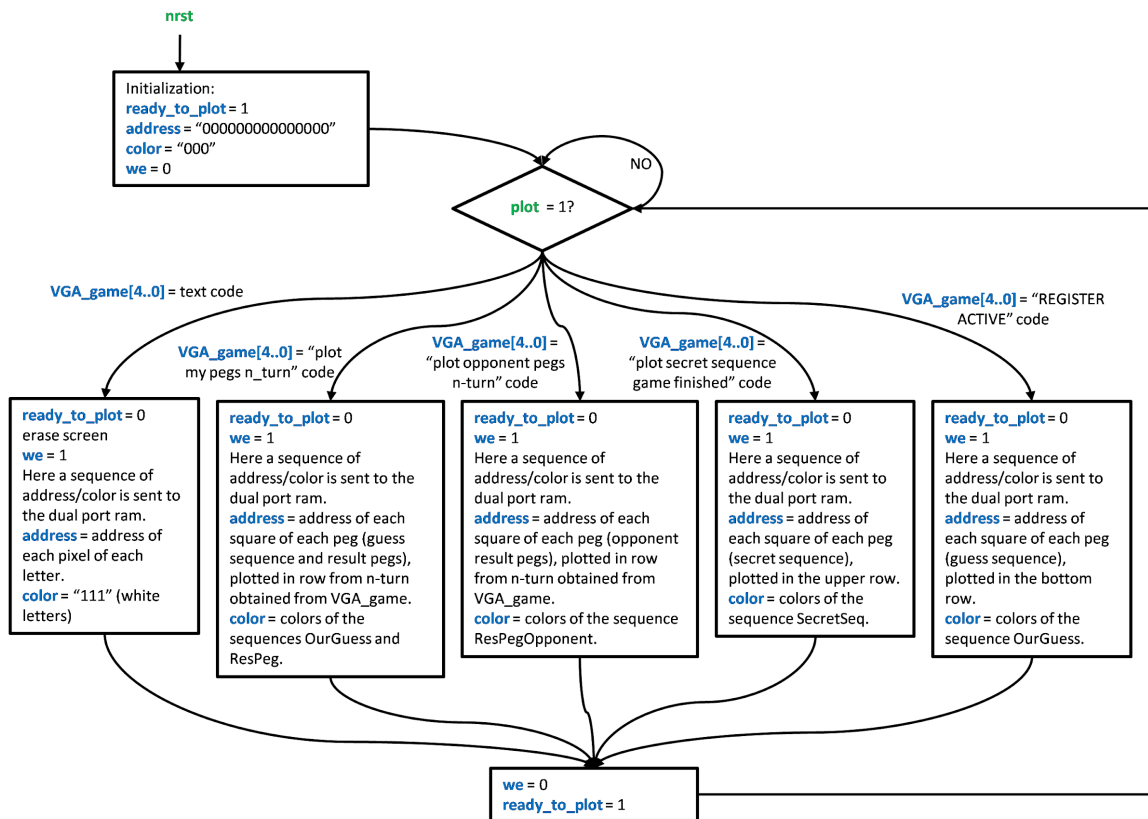 nrst
Initialization:
ready_to_plot = 1
address = “000000000000000”
color = “000”
we = 0
NO
plot = 1?
VGA_game[4..0] = text code
VGA_game[4..0] = “plot
my pegs n_turn” code
VGA_game[4..0] =
“plot opponent pegs
n-turn” code
VGA_game[4..0] =
“plot secret sequence
game finished” code
VGA_game[4..0] = “REGISTER
ACTIVE” code
ready_to_plot = 0
erase screen
we = 1
Here a sequence of
address/color is sent to
the dual port ram.
address = address of
each pixel of each
letter.
color = “111” (white
letters)
ready_to_plot = 0
we = 1
Here a sequence of
address/color is sent to the
dual port ram.
address = address of each
square of each peg (guess
sequence and result pegs),
plotted in row from n-turn
obtained from VGA_game.
color = colors of the
sequences OurGuess and
ResPeg.
ready_to_plot = 0
we = 1
Here a sequence of
address/color is sent to the
dual port ram.
address = address of each
square of each peg (opponent
result pegs), plotted in row
from n-turn obtained from
VGA_game.
color = colors of the sequence
ResPegOpponent.
ready_to_plot = 0
we = 1
Here a sequence of
address/color is sent to
the dual port ram.
address = address of
each square of each peg
(secret sequence),
plotted in the upper row.
color = colors of the
sequence SecretSeq.
ready_to_plot = 0
we = 1
Here a sequence of
address/color is sent to
the dual port ram.
address = address of
each square of each peg
(guess sequence),
plotted in the bottom
row.
color = colors of the
sequence OurGuess.
we = 0
ready_to_plot = 1